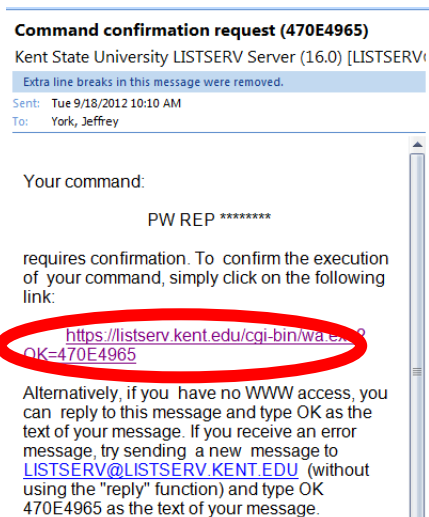 Command confirmation request (470E4965)
Kent State University LISTSERV Server (16.0) [LISTSERV
Extra line breaks in this message were removed.
Sent: Tue 9/18/2012 10:10 AM
To: York, Jeffrey
Your command:
PW REP ********
requires confirmation. To confirm the execution
of your command, simply click on the following
link:
https://listserv.kent.edu/cgi-bin/wa.exe?
OK=470E4965
Alternatively, if you have no WWW access, you
can reply to this message and type OK as the
text of your message. If you receive an error
message, try sending a new message to
LISTSERV@LISTSERV.KENT.EDU (without
using the "reply" function) and type OK
470E4965 as the text of your message.